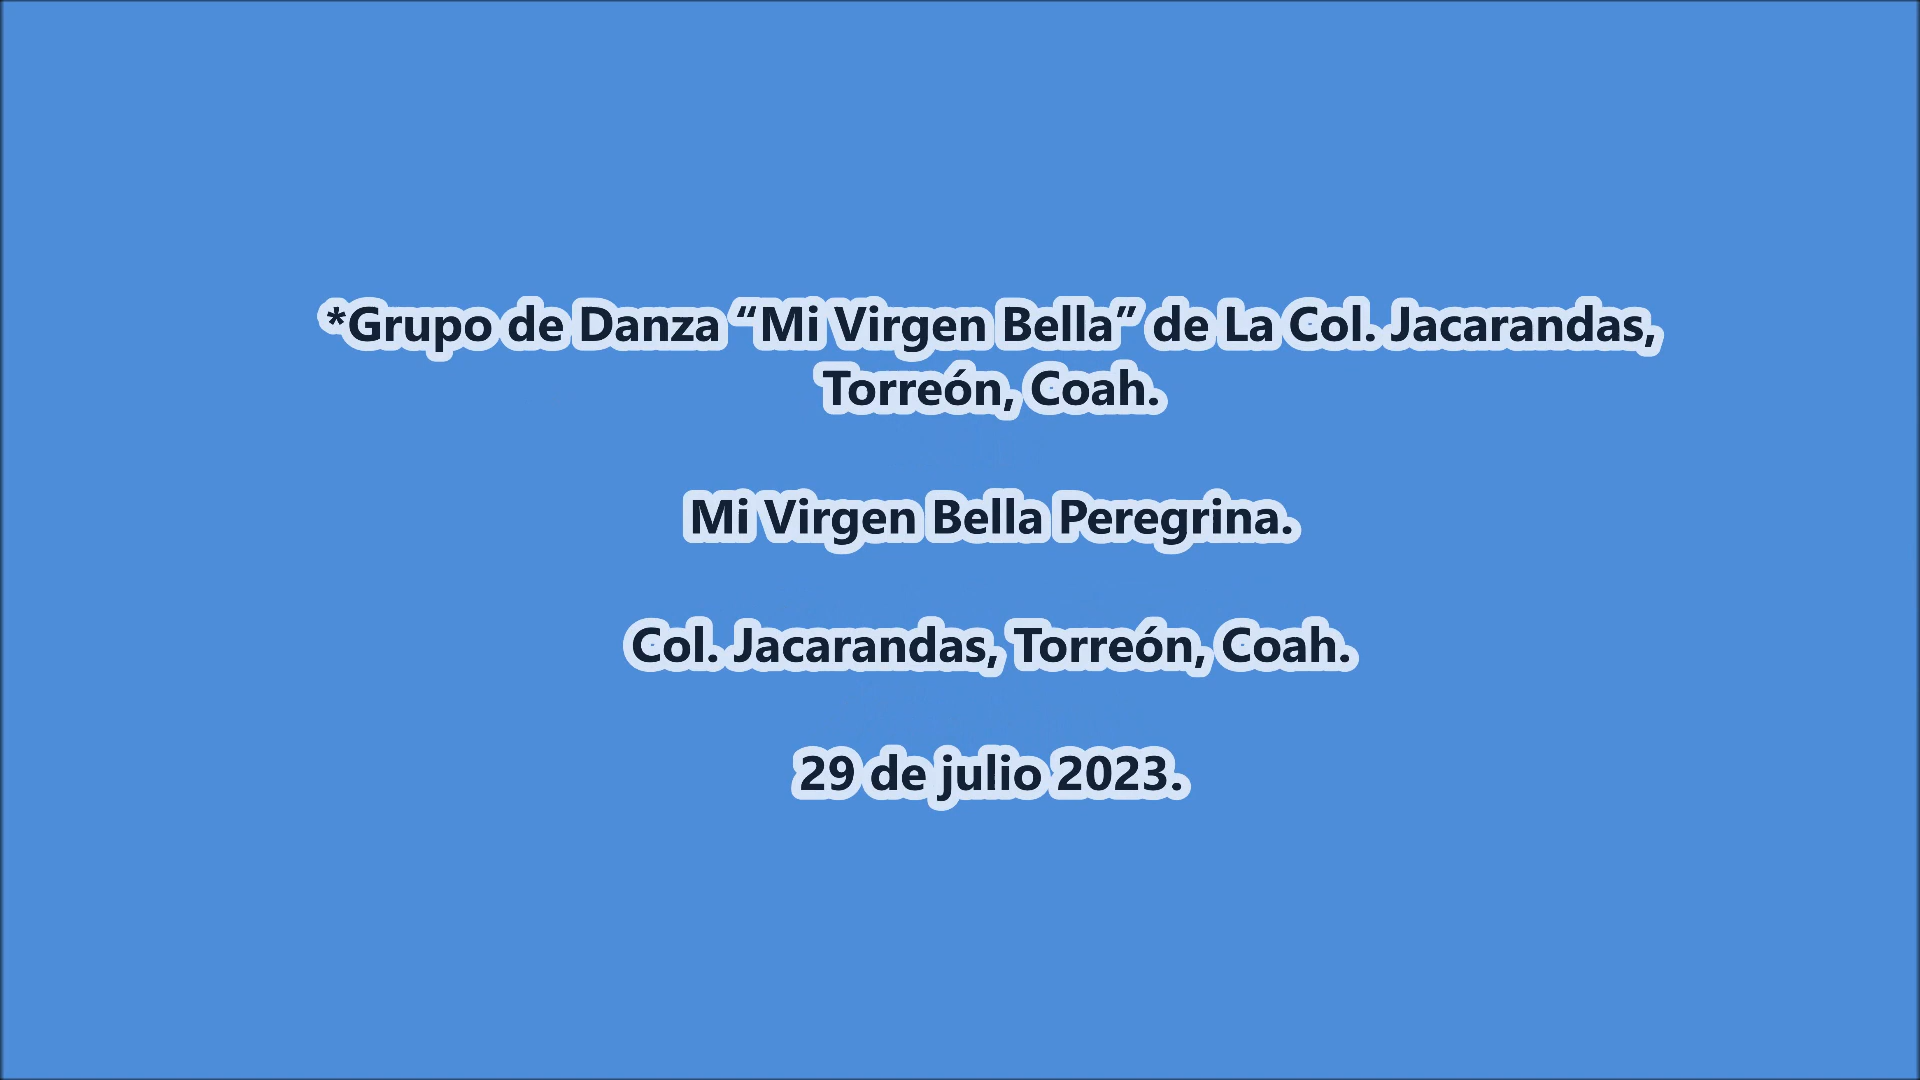 *Grupo de Danza “Mi Virgen Bella” de La Col. Jacarandas,
Torreón, Coah.
Mi Virgen Bella Peregrina.
Col. Jacarandas, Torreón, Coah.
29 de julio 2023.